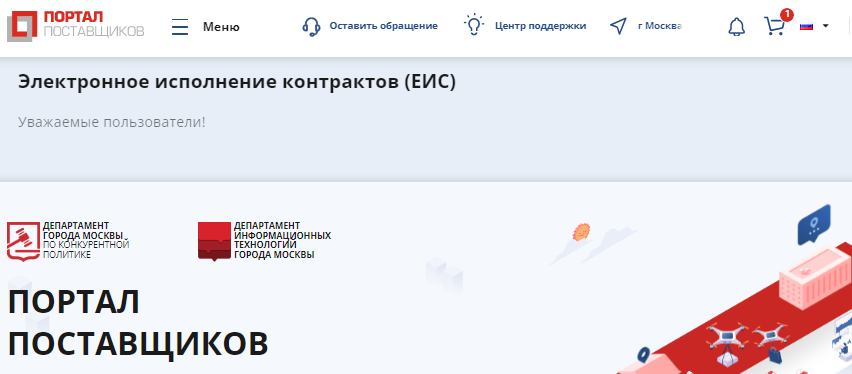 ПОРТАЛ
ПОСТАВЩИКОВ
Меню
Оставить обращение
Центр поддержки
г Москва
1
Электронное исполнение контрактов (ЕИС)
Уважаемые пользователи!
ДЕПАРТАМЕНТ
ГОРОДА МОСКВЫ
ПО КОНКУРЕНТНОЙ
ПОЛИТИКЕ
ДЕПАРТАМЕНТ
ИНФОРМАЦИОННЫХ
ТЕХНОЛОГИЙ
ГОРОДА МОСКВЫ
ПОРТАЛ
ПОСТАВЩИКОВ